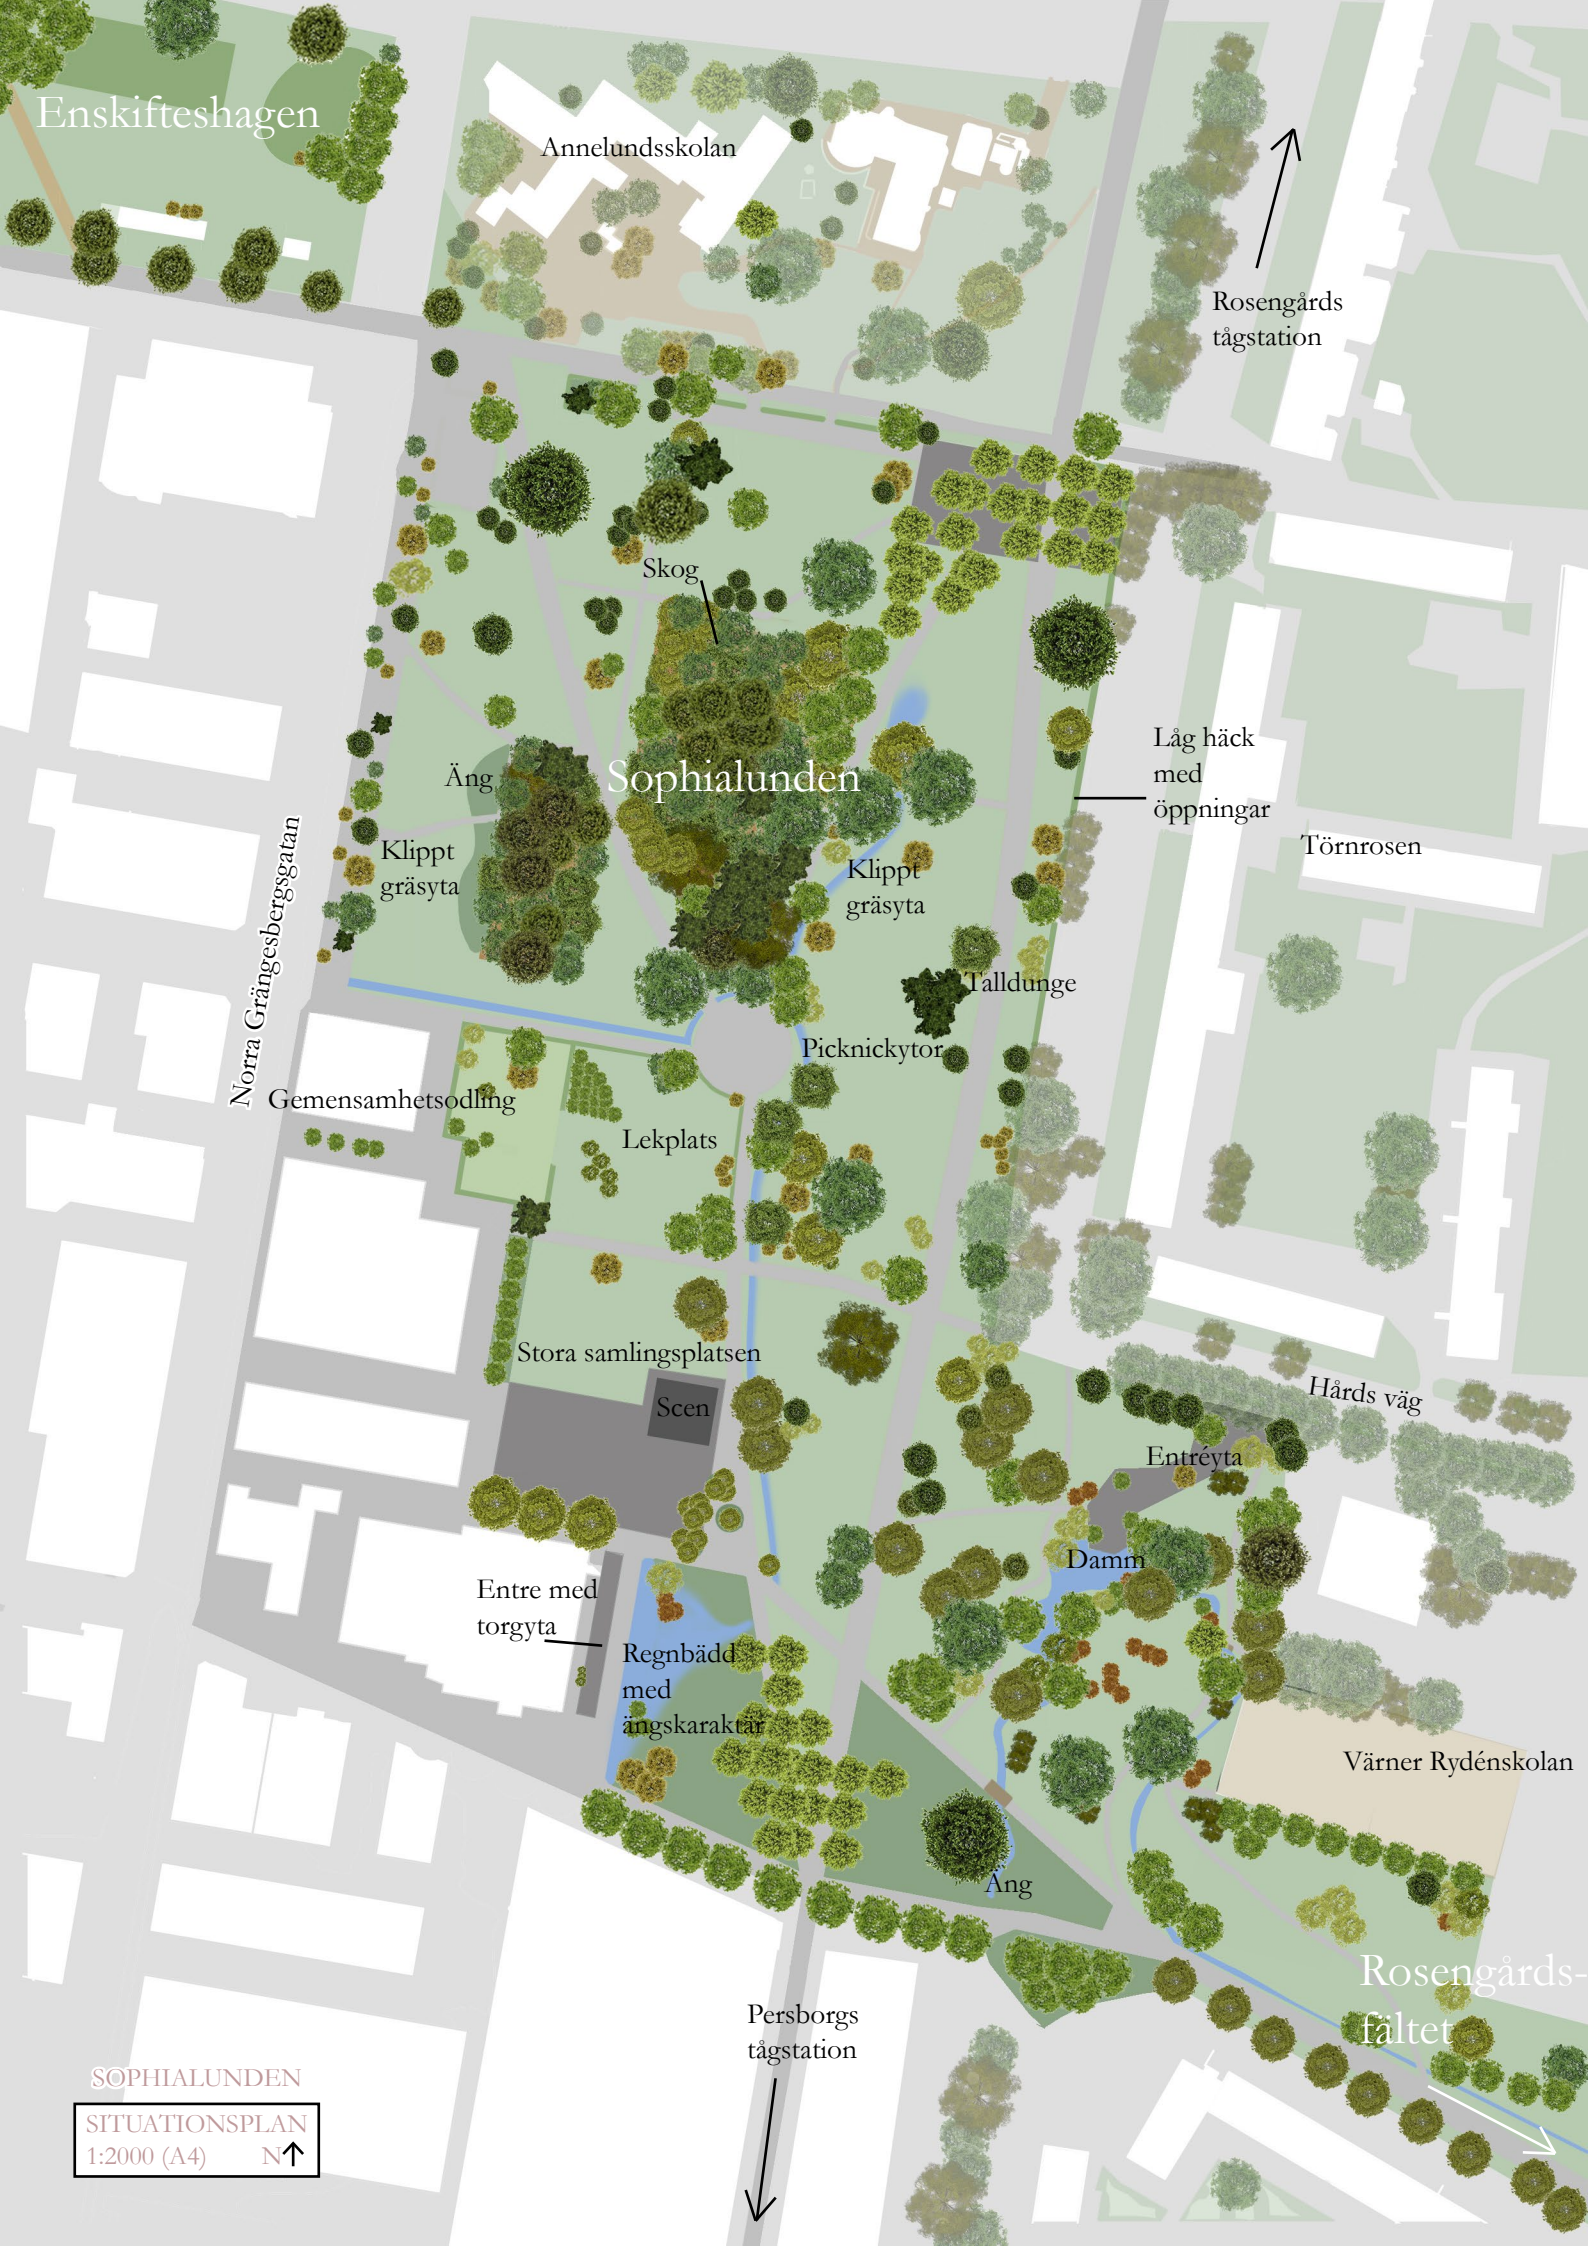 Enskifteshagen
Annelundsskolan
Rosengårds
tågstation
Skog
Låg häck
med
öppningar
Äng
Sophialunden
Klippt
gräsyta
Klippt
gräsyta
Törnrosen
Norra Grängesbergsgatan
Talldunge
Picknickytor
Gemensamhetsodling
Lekplats
Stora samlingsplatsen
Scen
Hårds väg
Entréyta
Damm
Entre med
torgyta
Regnbädd
med
ängskaraktär
Värner Rydénskolan
Äng
Rosengårds-
fältet
Persborgs
tågstation
SOPHIALUNDEN
SITUATIONSPLAN
1:2000 (A4) N